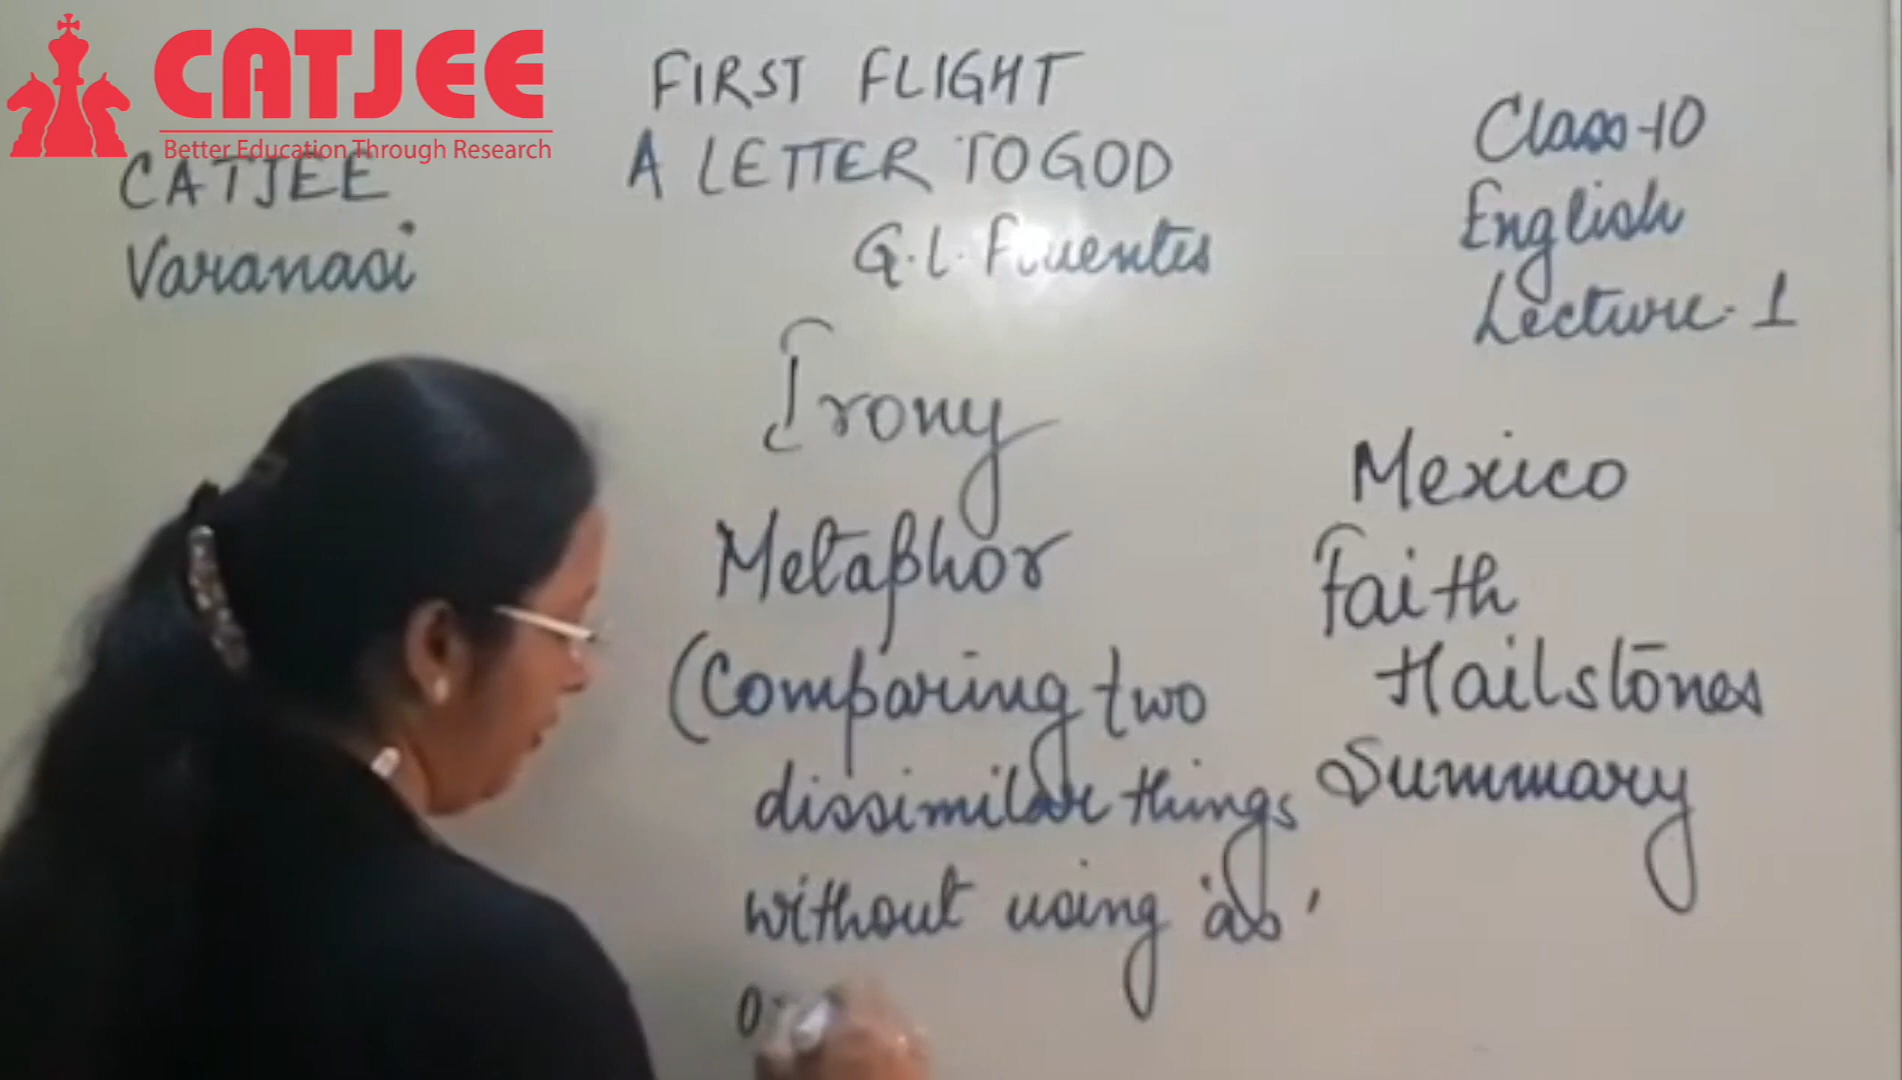 CATJEE
Better Education Through Research
CATJEE
Varanasi
FIRST FLIGHT
A LETTER TO GOD
G.L. Fluentes
Class-10
English
Lecture-1
Irony
Metaphor
(Comparing two
dissimilar things
without using 'as'
Mexico
Faith
Hailstones
Summary